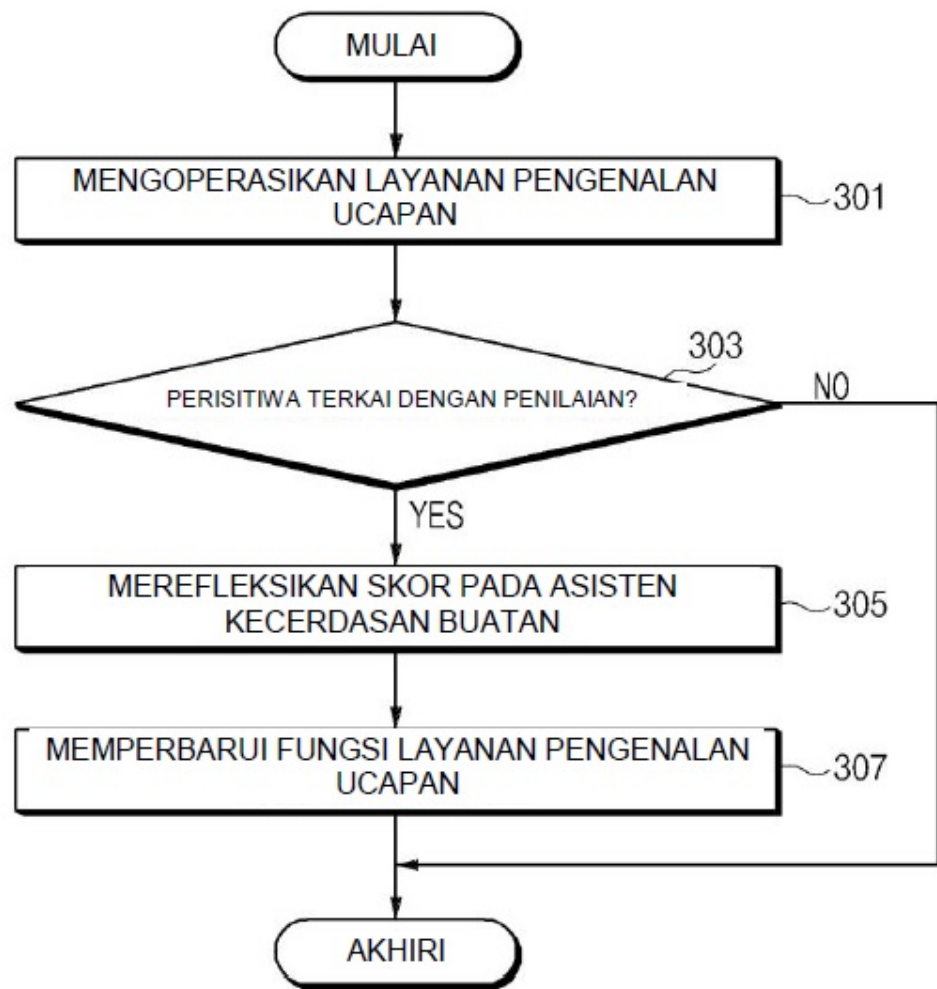 MULAI
MENGOPERASIKAN LAYANAN PENGENALAN
UCAPAN
301
303
PERISITIWA TERKAI DENGAN PENILAIAN?
NO
YES
MEREFLEKSIKAN SKOR PADA ASISTEN
KECERDASAN BUATAN
305
MEMPERBARUI FUNGSI LAYANAN PENGENALAN
UCAPAN
307
AKHIRI